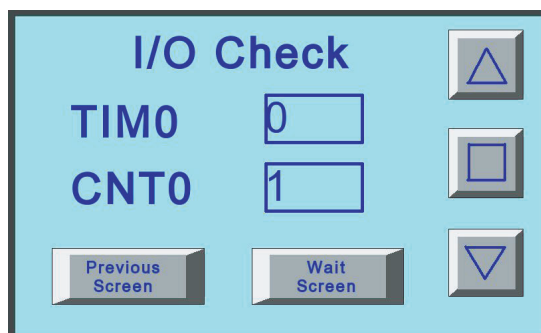 I/O Check
TIM0 0
CNT0 1
Previous
Screen
Wait
Screen